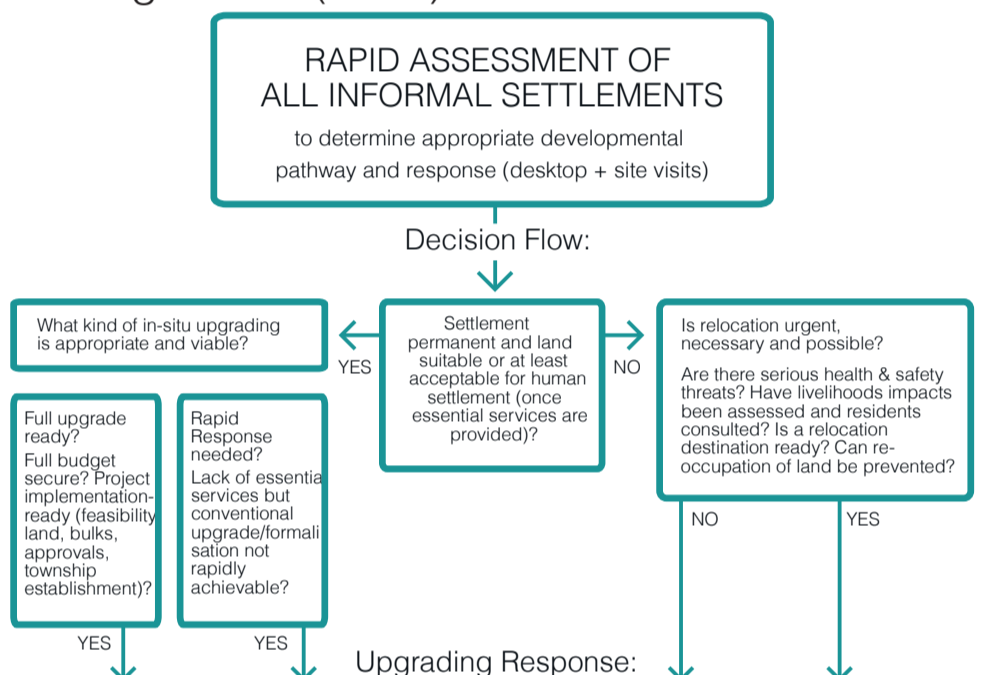 RAPID ASSESSMENT OF
ALL INFORMAL SETTLEMENTS
to determine appropriate developmental
pathway and response (desktop + site visits)
Decision Flow:
What kind of in-situ upgrading
is appropriate and viable?
YES
Settlement
permanent and land
suitable or at least
acceptable for human
settlement (once
essential services are
provided)?
NO
Is relocation urgent,
necessary and possible?
Are there serious health & safety
threats? Have livelihoods impacts
been assessed and residents
consulted? Is a relocation
destination ready? Can re-
occupation of land be prevented?
Full upgrade
ready?
Full budget
secure? Project
implementation-
ready (feasibility
land, bulks,
approvals,
township
establishment)?
Rapid
Response
needed?
Lack of essentia
services but
conventional
upgrade/formali
sation not
rapidly
achievable?
NO
YES
YES
YES
Upgrading Response: